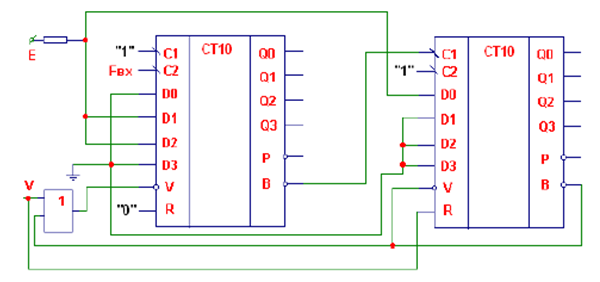 E
"1"
Fвх
C1
C2
D0
D1
D2
D3
V
R
CT10
Q0
Q1
Q2
Q3
P
B
V
1
"0"
"1"
C1
C2
D0
D1
D2
D3
V
R
CT10
Q0
Q1
Q2
Q3
P
B